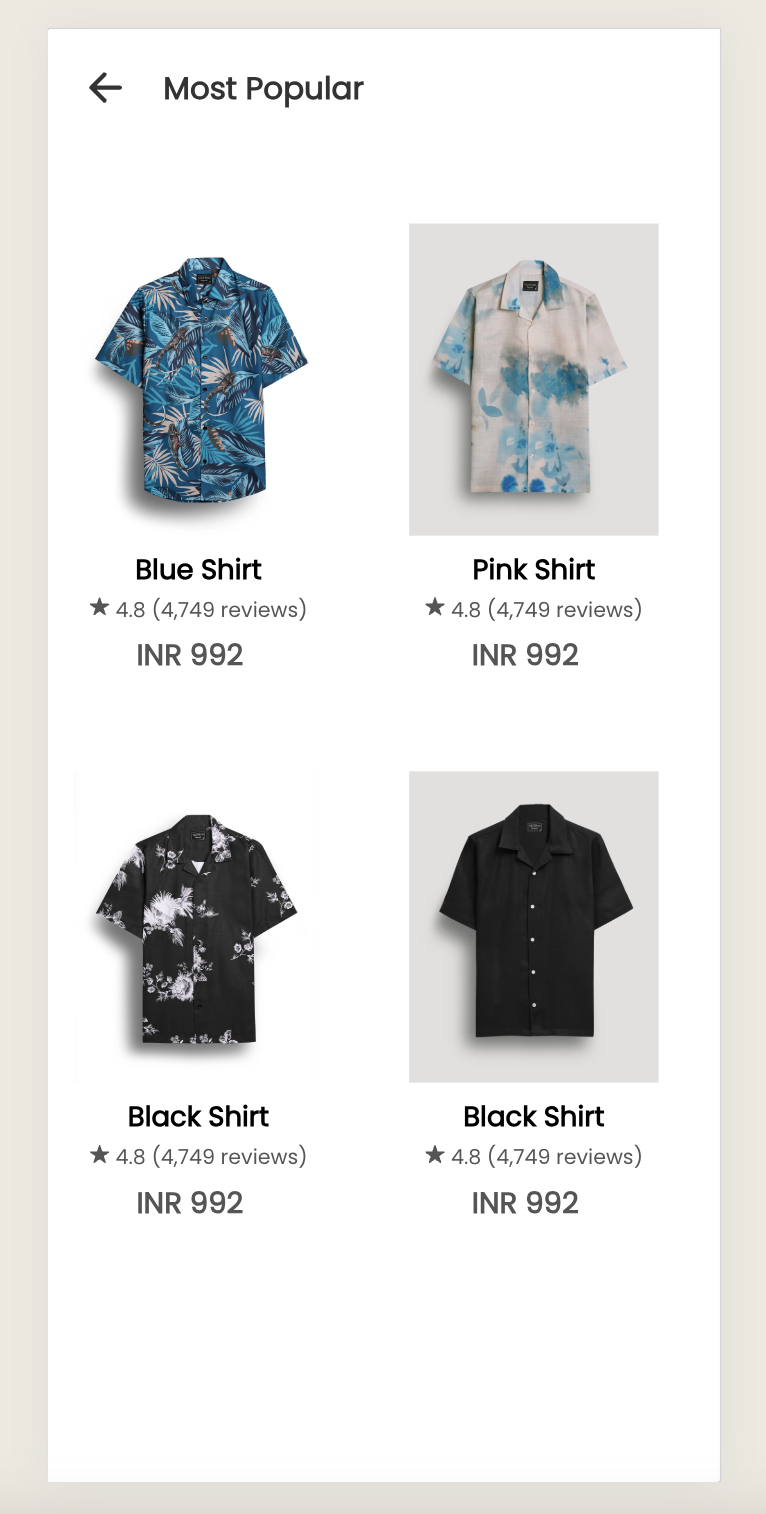 Most Popular
Blue Shirt
★ 4.8 (4,749 reviews)
INR 992
Pink Shirt
★ 4.8 (4,749 reviews)
INR 992
Black Shirt
★ 4.8 (4,749 reviews)
INR 992
Black Shirt
★ 4.8 (4,749 reviews)
INR 992